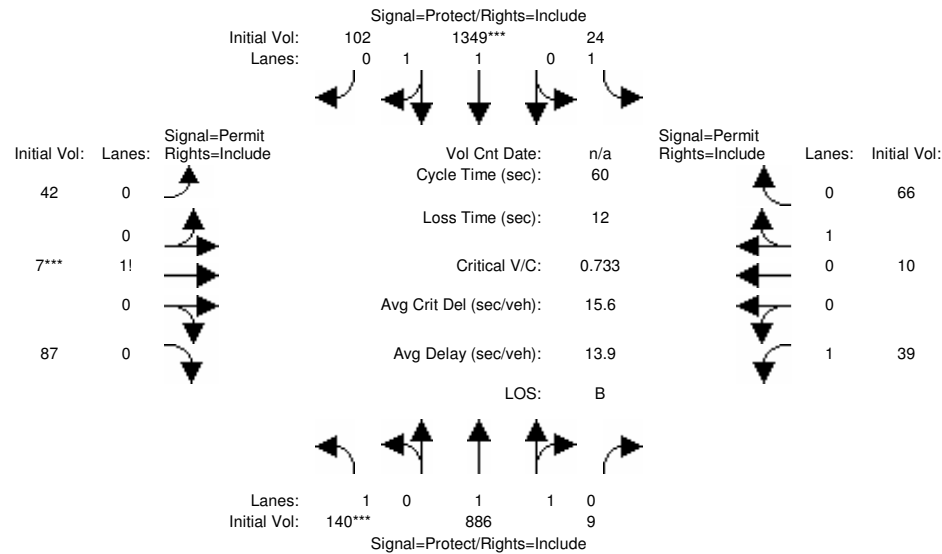 Signal=Protect/Rights=Include
Initial Vol: 102 1349*** 24
Lanes: 0 1 1 0 1
Signal=Permit
Initial Vol: Lanes: Rights=Include
Vol Cnt Date: n/a
Signal=Permit
Rights=Include Lanes: Initial Vol:
Cycle Time (sec): 60
42 0
0 66
Loss Time (sec): 12
0
1
7*** 1!
Critical V/C: 0.733
0 10
0
Avg Crit Del (sec/veh): 15.6
0
87 0
Avg Delay (sec/veh): 13.9
1 39
LOS: B
Lanes: 1 0 1 1 0
Initial Vol: 140*** 886 9
Signal=Protect/Rights=Include